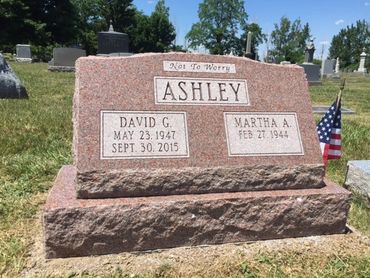 Not To Worry
ASHLEY
DAVID G.
MAY 23, 1947
SEPT. 30, 2015
MARTHA A.
FEB. 27, 1944